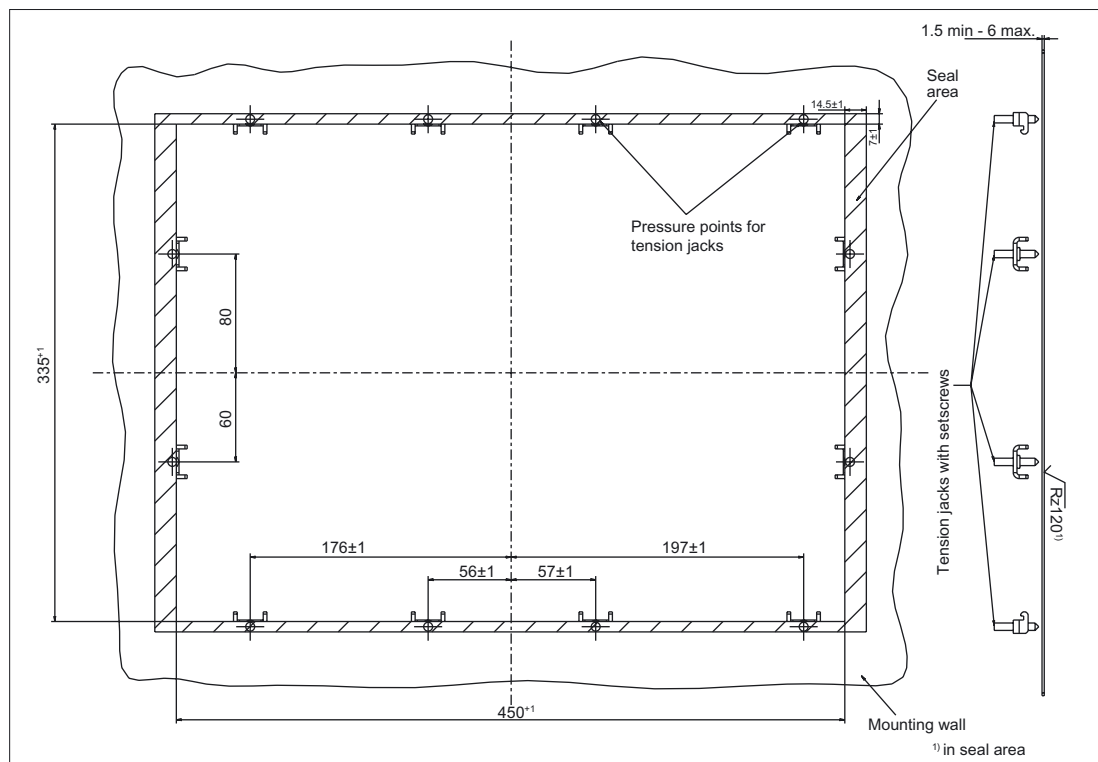 1.5 min - 6 max.
Seal
area
14.5±1
7±1
Pressure points for
tension jacks
80
335⁺¹
60
Tension jacks with setscrews
Rz120¹⁾
176±1
197±1
56±1
57±1
450⁺¹
Mounting wall
¹⁾ in seal area